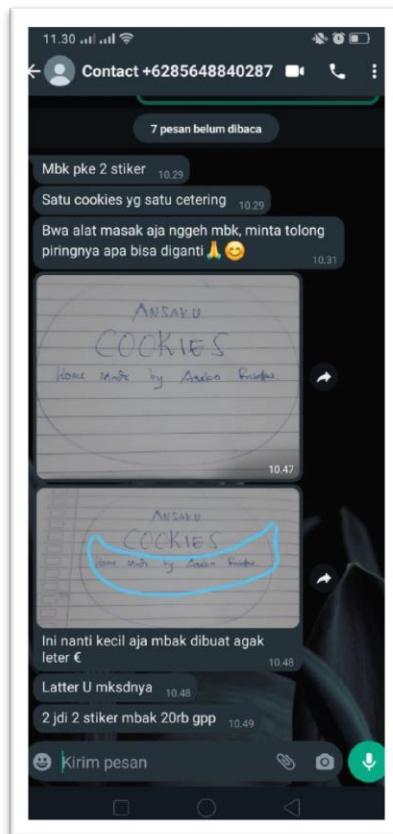 11.30
Contact +6285648840287
7 pesan belum dibaca
Mbk pke 2 stiker 10.29
Satu cookies yg satu cetering 10.29
Bwa alat masak aja nggeh mbk, minta tolong
piringnya apa bisa diganti🙏😊 10.31
ANSAKU
COOKIES
Home Made by
10.47
ANSAKU
COOKIES
Home Made by
Ini nanti kecil aja mbak dibuat agak
leter € 10.48
Latter U mksdnya 10.48
2 jdi 2 stiker mbak 20rb gpp 10.49
Kirim pesan